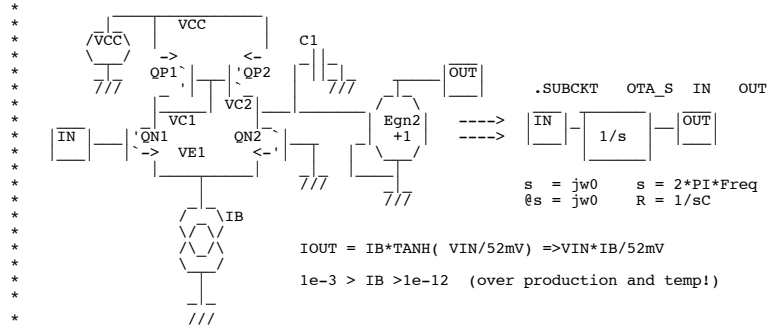 VCC
VCC C1
-> <-
QP1 QP2 OUT
/// /// .SUBCKT OTA_S IN OUT
VC1 VC2
IN QN1 QN2 Egn2 ----> IN 1/s OUT
-> VE1 <- +1 ---->
/// s = jw0 s = 2*PI*Freq
/// @s = jw0 R = 1/sC
IB
IOUT = IB*TANH( VIN/52mV) =>VIN*IB/52mV
1e-3 > IB >1e-12 (over production and temp!)
///